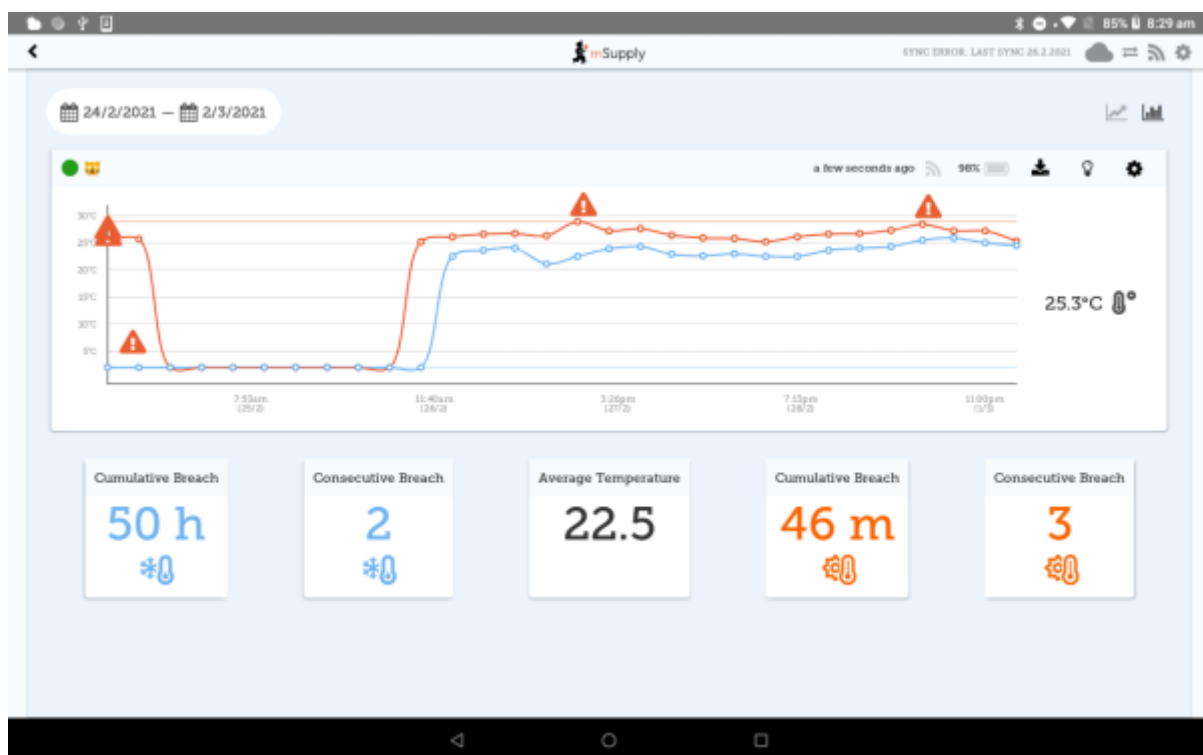 85% 8:29 am
mSupply
SYNC ERROR. LAST SYNC 26.2.2021
24/2/2021 — 2/3/2021
a few seconds ago 98%
30°C
25°C
20°C
15°C
10°C
5°C
25.3°C
7:53am
(25/2)
11:40am
(26/2)
3:26pm
(27/2)
7:13pm
(28/2)
11:00pm
(1/3)
Cumulative Breach
50 h
Consecutive Breach
2
Average Temperature
22.5
Cumulative Breach
46 m
Consecutive Breach
3